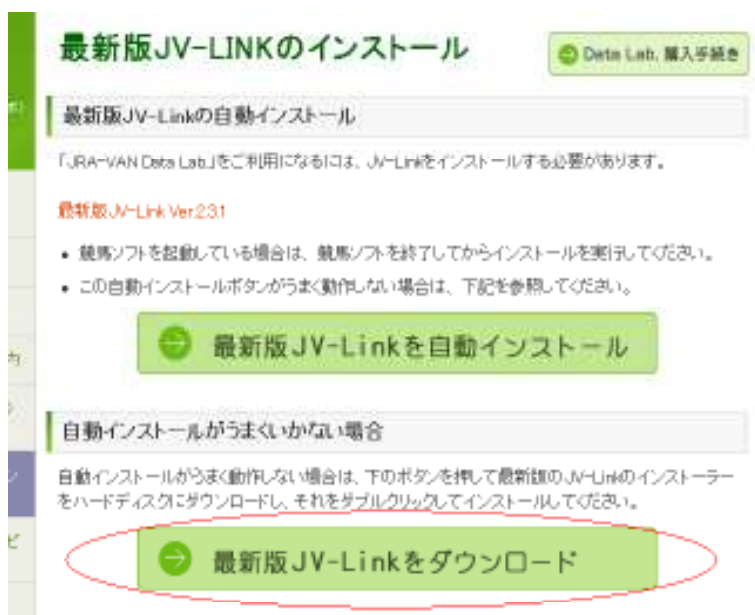 最新版JV-LINKのインストール
Data Lab. 購入手続き
最新版JV-Linkの自動インストール
「JRA-VAN Data Lab.」をご利用になるには、JV-Linkをインストールする必要があります。
最新版JV-Link Ver2.3.1
• 競馬ソフトを起動している場合は、競馬ソフトを終了してからインストールを実行してください。
• この自動インストールボタンがうまく動作しない場合は、下記を参照してください。
最新版JV-Linkを自動インストール
自動インストールがうまくいかない場合
自動インストールがうまく動作しない場合は、下のボタンを押して最新版のJV-Linkのインストーラー
をハードディスクにダウンロードし、それをダブルクリックしてインストールしてください。
最新版JV-Linkをダウンロード